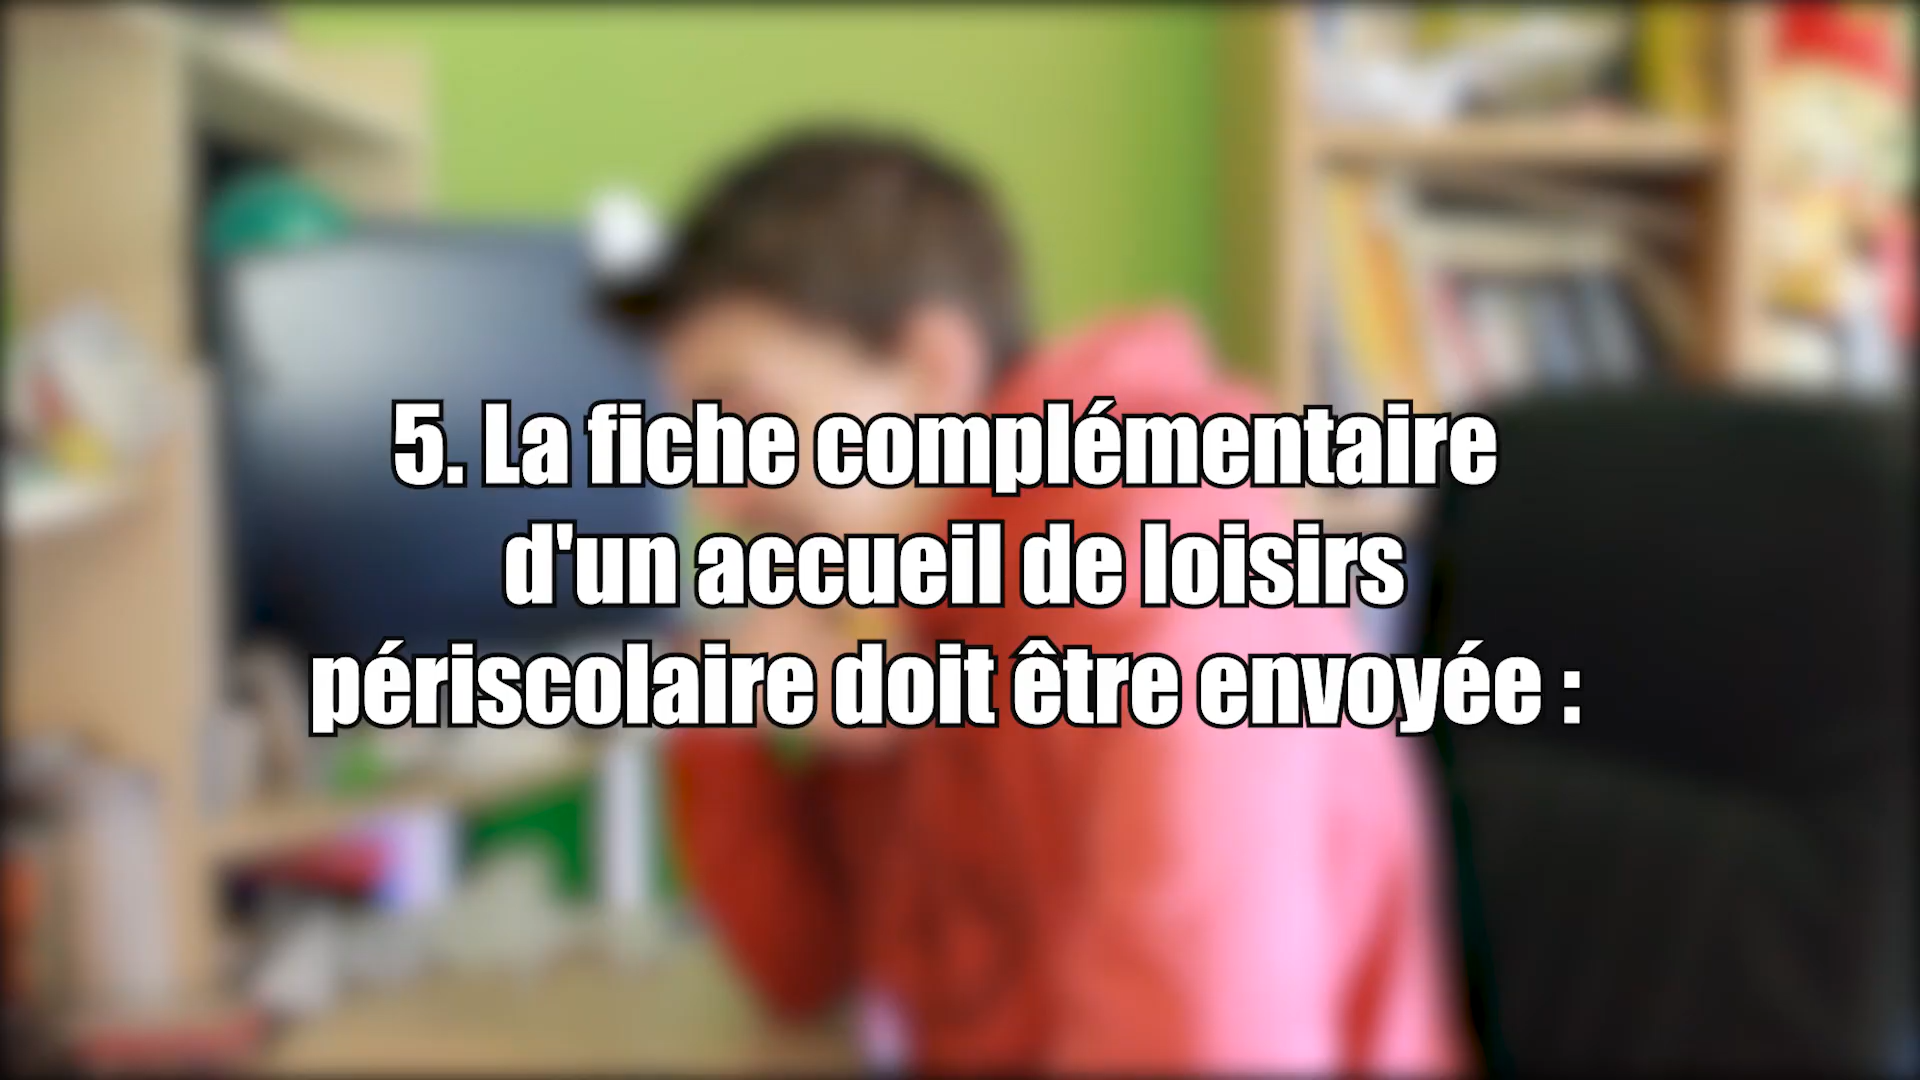 5. La fiche complémentaire
d'un accueil de loisirs
périscolaire doit être envoyée :